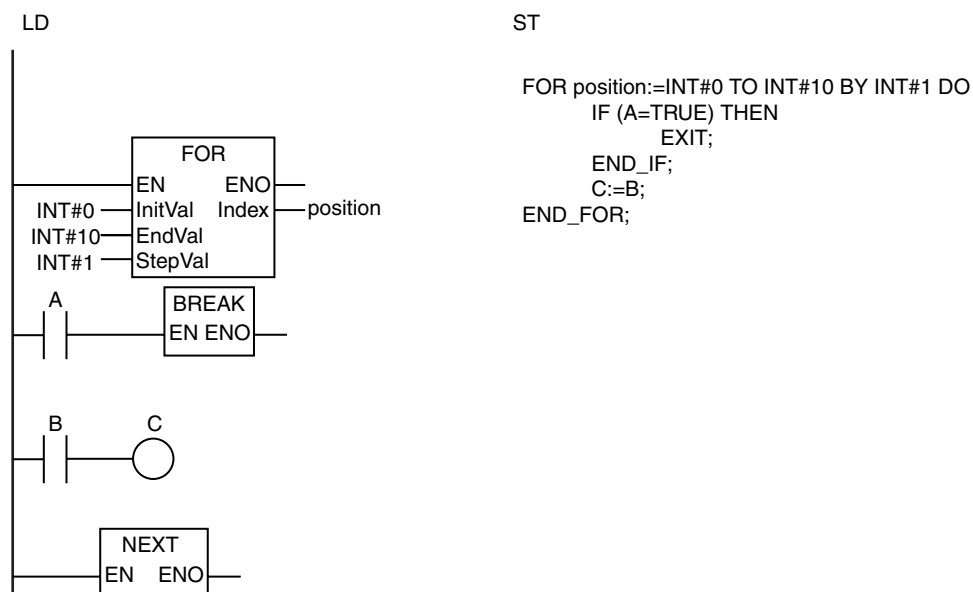 LD
FOR
EN ENO
INT#0 InitVal Index position
INT#10 EndVal
INT#1 StepVal
A
BREAK
EN ENO
B C
NEXT
EN ENO
ST
FOR position:=INT#0 TO INT#10 BY INT#1 DO
IF (A=TRUE) THEN
EXIT;
END_IF;
C:=B;
END_FOR;